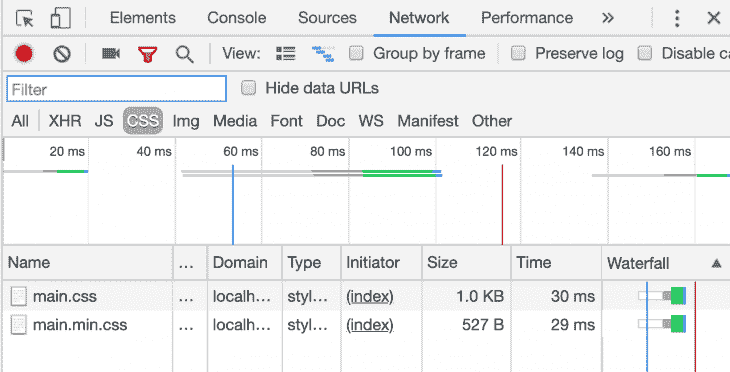 Elements Console Sources Network Performance »
View: Group by frame Preserve log Disable ca
Filter Hide data URLs
All XHR JS CSS Img Media Font Doc WS Manifest Other
20 ms 40 ms 60 ms 80 ms 100 ms 120 ms 140 ms 160 ms
Name ... Domain Type Initiator Size Time Waterfall
main.css localh... styl... (index) 1.0 KB 30 ms
main.min.css localh... styl... (index) 527 B 29 ms